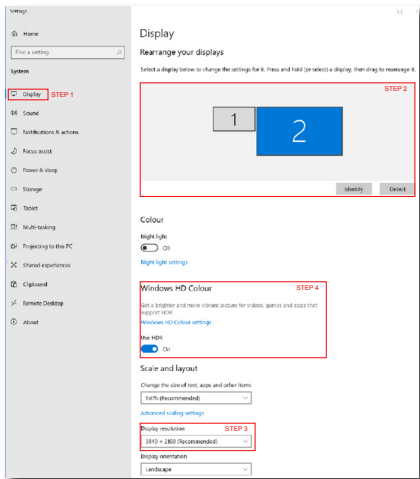 Settings
Home
Find a setting
System
Display STEP 1
Sound
Notifications & actions
Focus assist
Power & sleep
Storage
Tablet
Multi-tasking
Projecting to this PC
Shared experiences
Clipboard
Remote Desktop
About
Display
Rearrange your displays
Select a display below to change the settings for it. Press and hold (or select) a display, then drag to rearrange it.
STEP 2
1
2
Identify Detect
Colour
Night light
Off
Night light settings
STEP 4
Windows HD Colour
Get a brighter and more vibrant picture for videos, games and apps that
support HDR.
Windows HD Colour settings
Use HDR
On
Scale and layout
Change the size of text, apps and other items
(Recommended)
Advanced scaling settings
Display resolution STEP 3
3840 × 2160 (Recommended)
Display orientation
Landscape